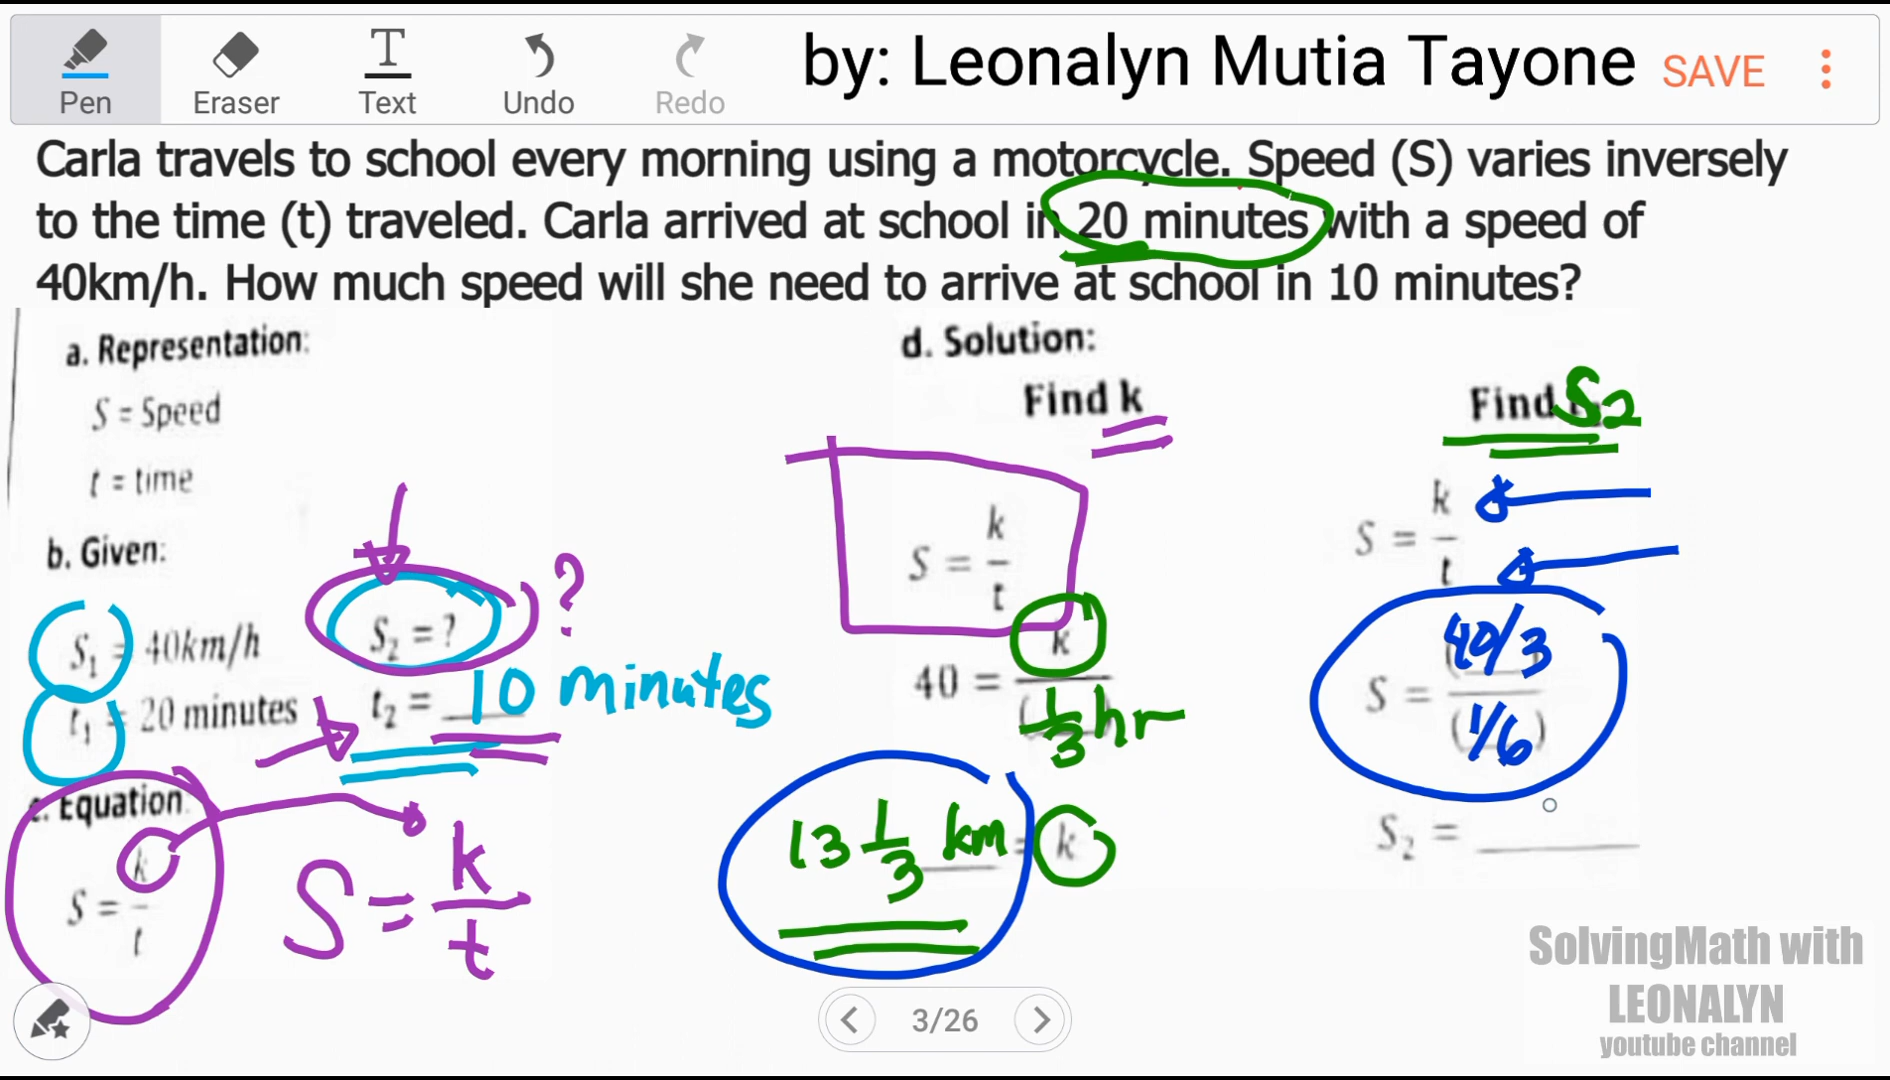 Pen
Eraser
Text
Undo
Redo
by: Leonalyn Mutia Tayone
SAVE
Carla travels to school every morning using a motorcycle. Speed (S) varies inversely
to the time (t) traveled. Carla arrived at school in 20 minutes with a speed of
40km/h. How much speed will she need to arrive at school in 10 minutes?
a. Representation:
S = Speed
t = time
b. Given:
S₁ = 40km/h
S₂ = ? ?
t₁ = 20 minutes
t₂ = 10 minutes
c. Equation
S = k/t
S = k/t
d. Solution:
Find k
S = k/t
40 = k/(1/3) hr
13 1/3 km = k
Find S2
S = k/t
S = (40/3)/(1/6)
S₂ = ____
3/26
SolvingMath with
LEONALYN
youtube channel